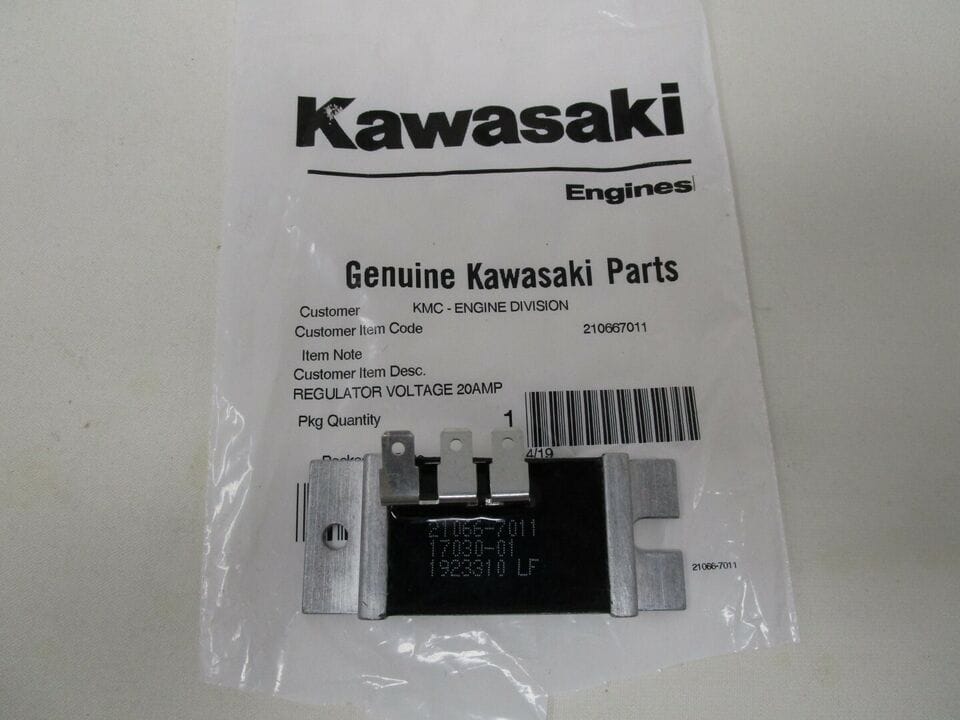 Kawasaki
Engines
Genuine Kawasaki Parts
Customer KMC - ENGINE DIVISION
Customer Item Code 210667011
Item Note
Customer Item Desc.
REGULATOR VOLTAGE 20AMP
Pkg Quantity 1
4/19
21066-7011
17030-01
1923310 LF
21066-7011